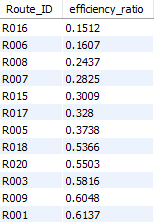 Route_ID efficiency_ratio
R016 0.1512
R006 0.1607
R008 0.2437
R007 0.2825
R015 0.3009
R017 0.328
R005 0.3738
R018 0.5366
R020 0.5503
R003 0.5816
R009 0.6048
R001 0.6137